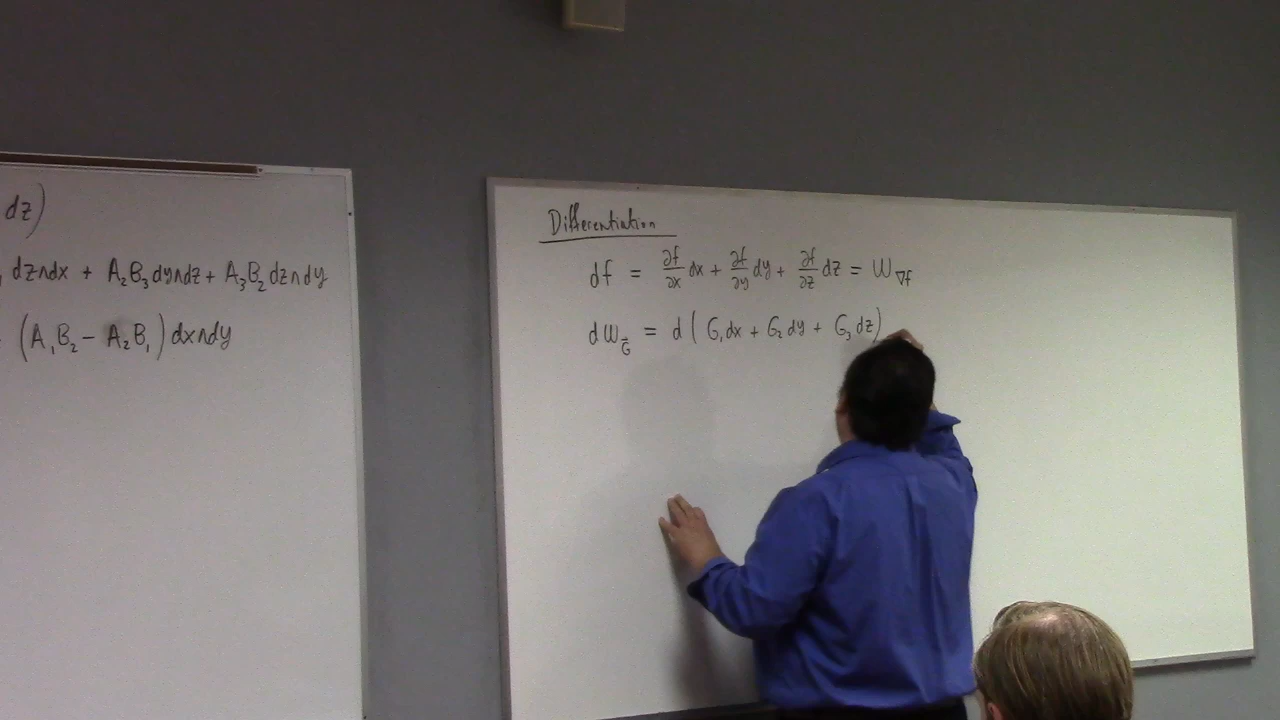 dz)
dz∧dx + A₂B₃dy∧dz + A₃B₂dz∧dy
(A₁B₂ − A₂B₁)dx∧dy
Differentiation
df = ∂f/∂x dx + ∂f/∂y dy + ∂f/∂z dz = ω_∇f
dω_G⃗ = d(G₁dx + G₂dy + G₃dz)